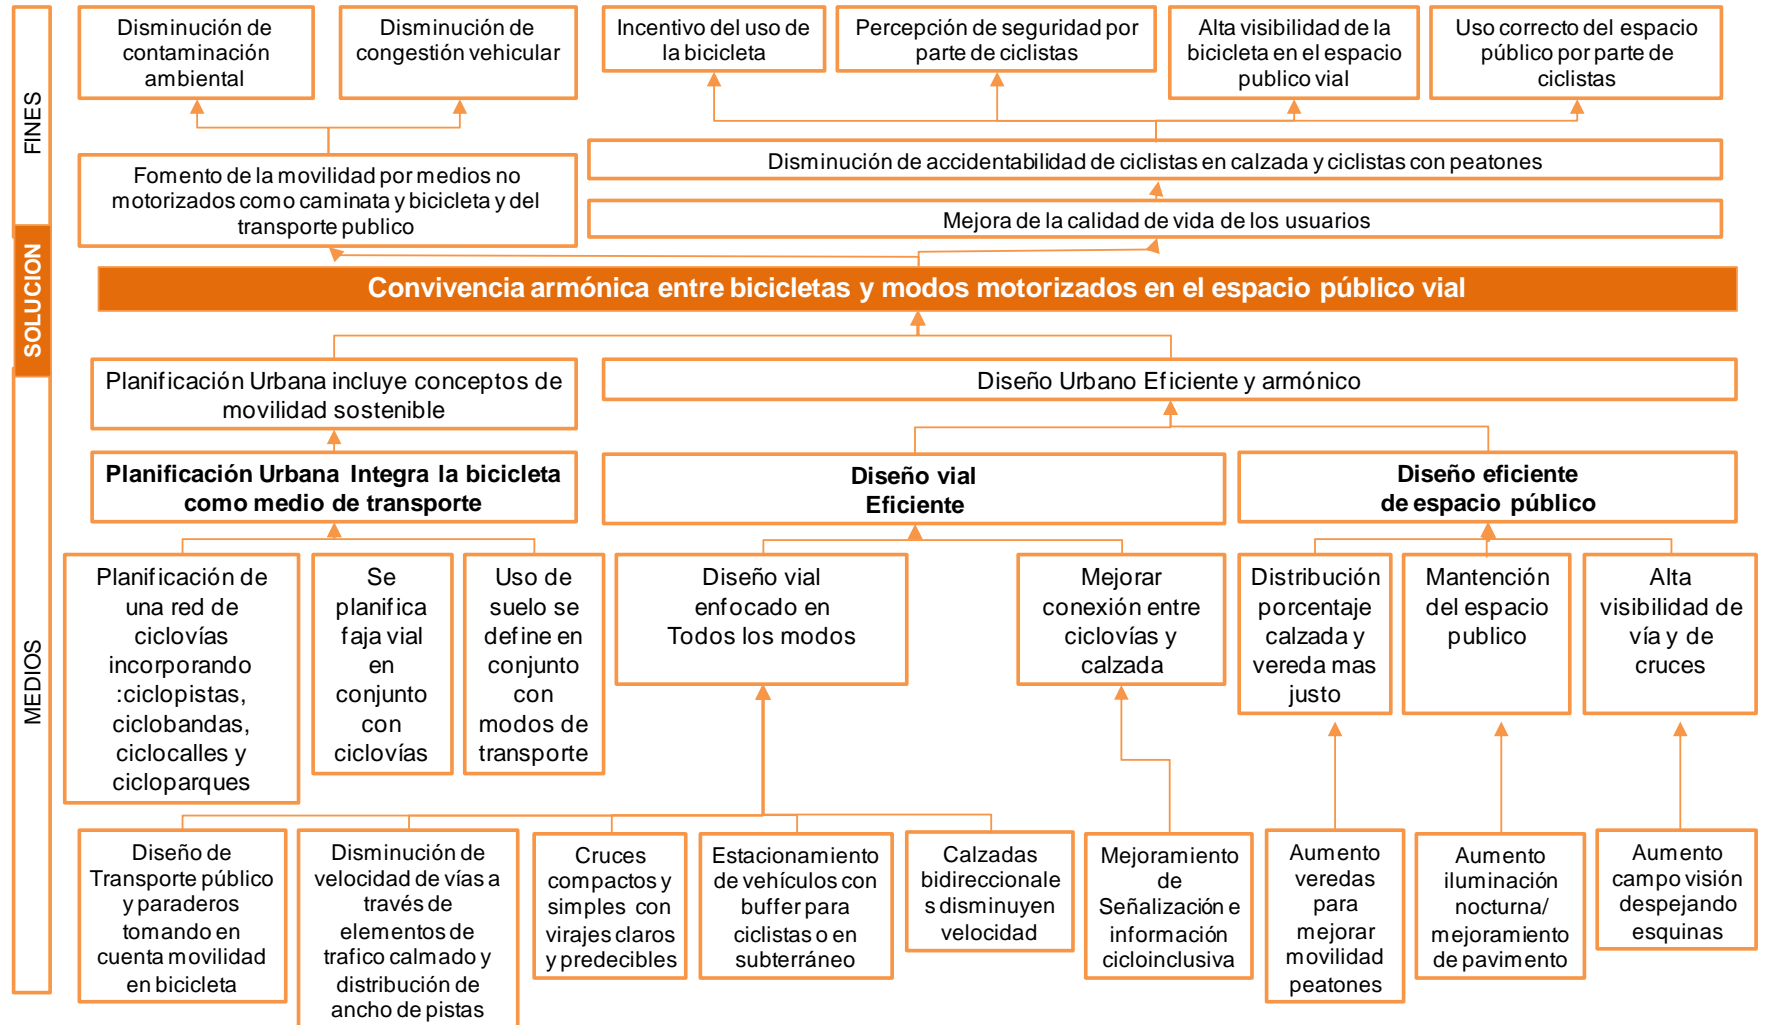 FINES
Disminución de
contaminación
ambiental
Disminución de
congestión vehicular
Incentivo del uso de
la bicicleta
Percepción de seguridad por
parte de ciclistas
Alta visibilidad de la
bicicleta en el espacio
publico vial
Uso correcto del espacio
público por parte de
ciclistas
Fomento de la movilidad por medios no
motorizados como caminata y bicicleta y del
transporte publico
Disminución de accidentabilidad de ciclistas en calzada y ciclistas con peatones
Mejora de la calidad de vida de los usuarios
SOLUCION
Convivencia armónica entre bicicletas y modos motorizados en el espacio público vial
MEDIOS
Planificación Urbana incluye conceptos de
movilidad sostenible
Diseño Urbano Eficiente y armónico
Planificación Urbana Integra la bicicleta
como medio de transporte
Diseño vial
Eficiente
Diseño eficiente
de espacio público
Planificación de
una red de
ciclovías
incorporando
:ciclopistas,
ciclobandas,
ciclocalles y
cicloparques
Se
planifica
faja vial
en
conjunto
con
ciclovías
Uso de
suelo se
define en
conjunto
con
modos de
transporte
Diseño vial
enfocado en
Todos los modos
Mejorar
conexión entre
ciclovías y
calzada
Distribución
porcentaje
calzada y
vereda mas
justo
Mantención
del espacio
publico
Alta
visibilidad de
vía y de
cruces
Diseño de
Transporte público
y paraderos
tomando en
cuenta movilidad
en bicicleta
Disminución de
velocidad de vías a
través de
elementos de
trafico calmado y
distribución de
ancho de pistas
Cruces
compactos y
simples con
virajes claros
y predecibles
Estacionamiento
de vehículos con
buffer para
ciclistas o en
subterráneo
Calzadas
bidireccionale
s disminuyen
velocidad
Mejoramiento
de
Señalización e
información
cicloinclusiva
Aumento
veredas
para
mejorar
movilidad
peatones
Aumento
iluminación
nocturna/
mejoramiento
de pavimento
Aumento
campo visión
despejando
esquinas